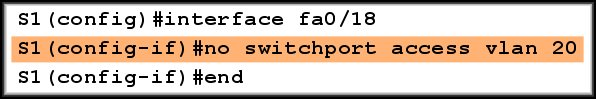 S1(config)#interface fa0/18
S1(config-if)#no switchport access vlan 20
S1(config-if)#end